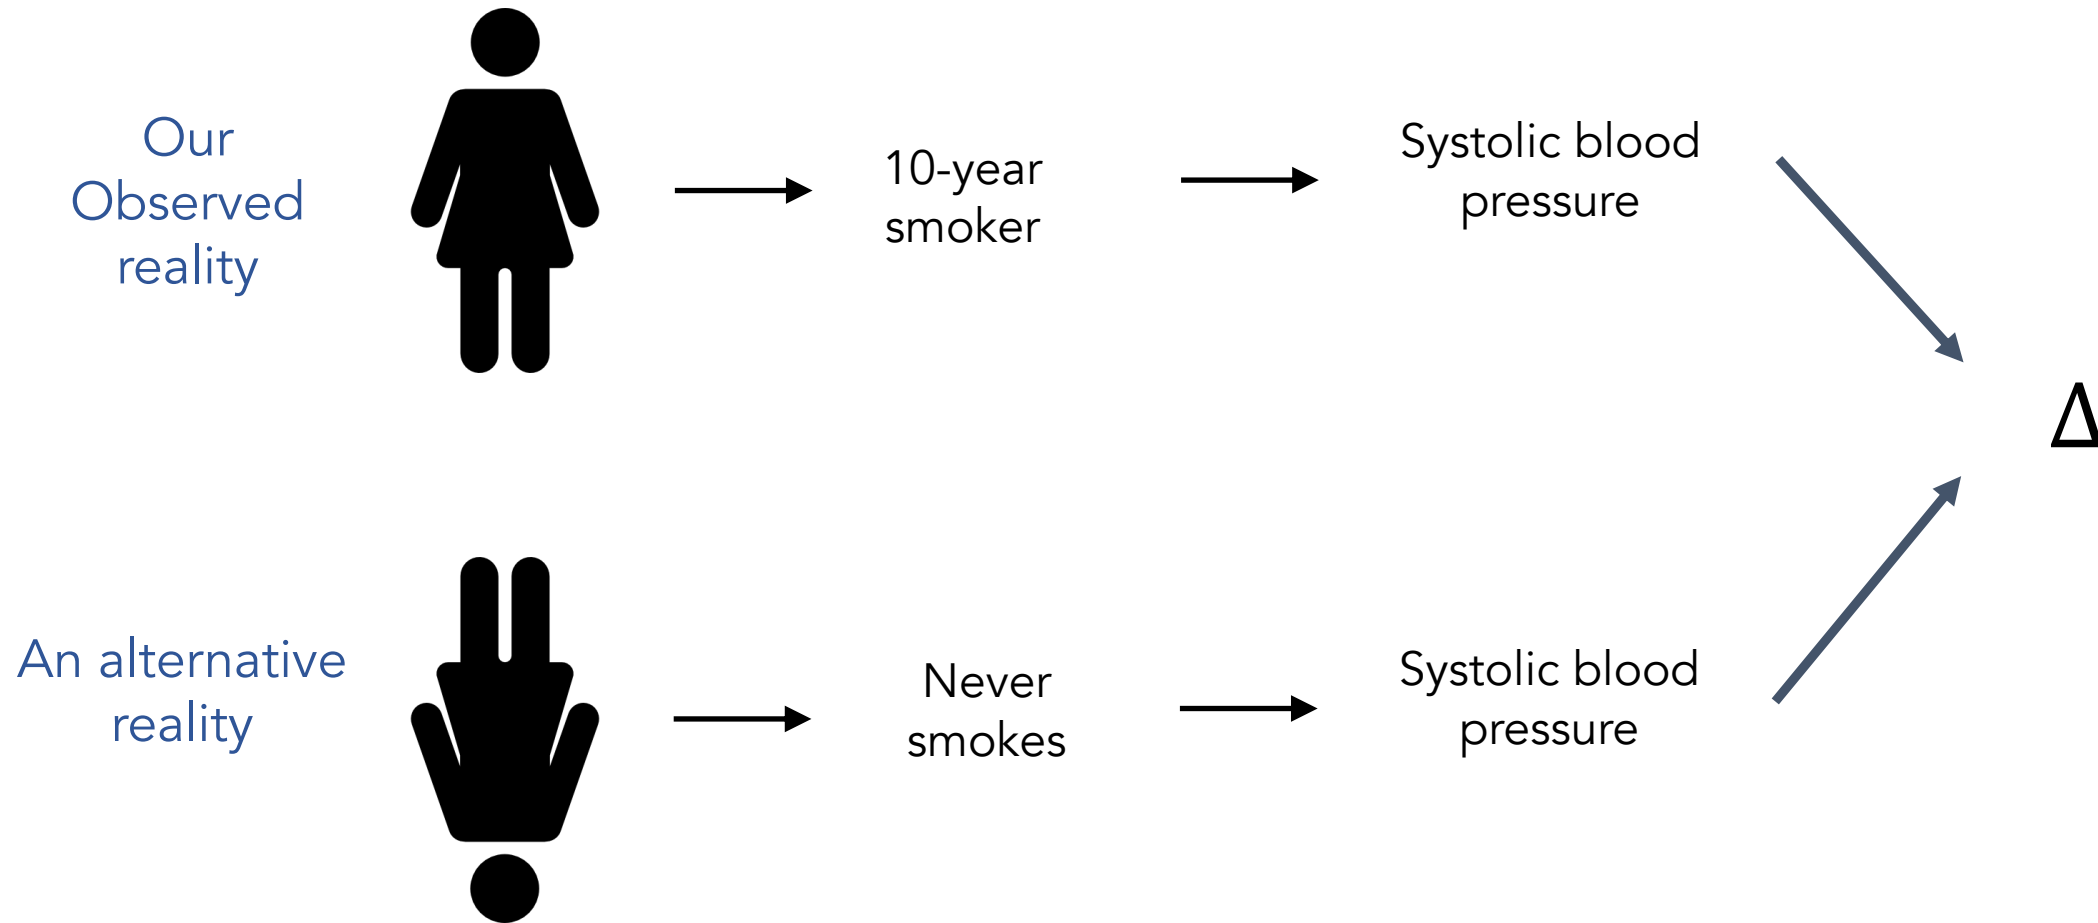 Our
Observed
reality
10-year
smoker
Systolic blood
pressure
Δ
An alternative
reality
Never
smokes
Systolic blood
pressure